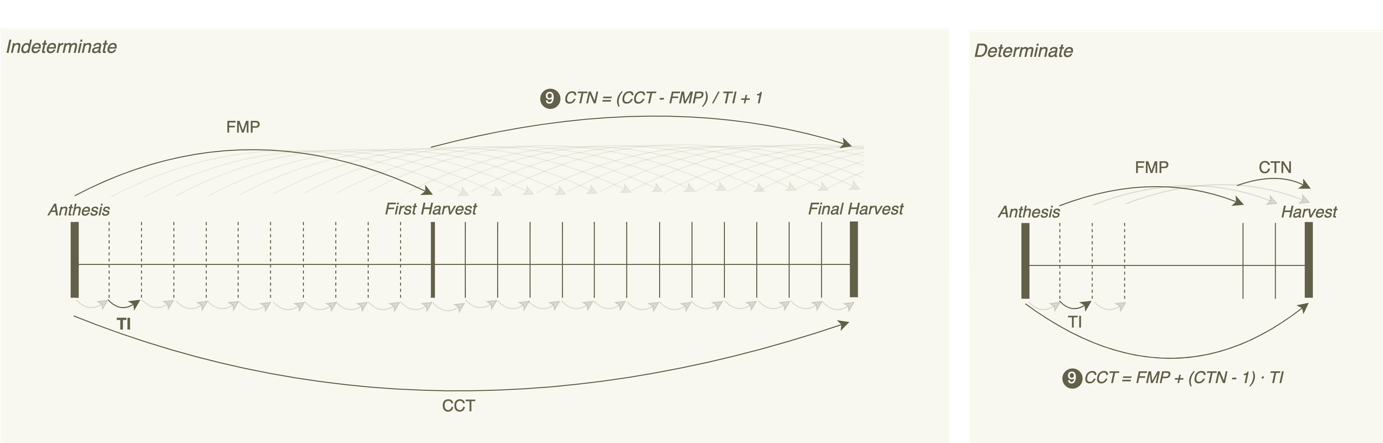 Indeterminate
9 CTN = (CCT - FMP) / TI + 1
FMP
Anthesis
First Harvest
Final Harvest
TI
CCT
Determinate
FMP
CTN
Anthesis
Harvest
TI
9 CCT = FMP + (CTN - 1) · TI